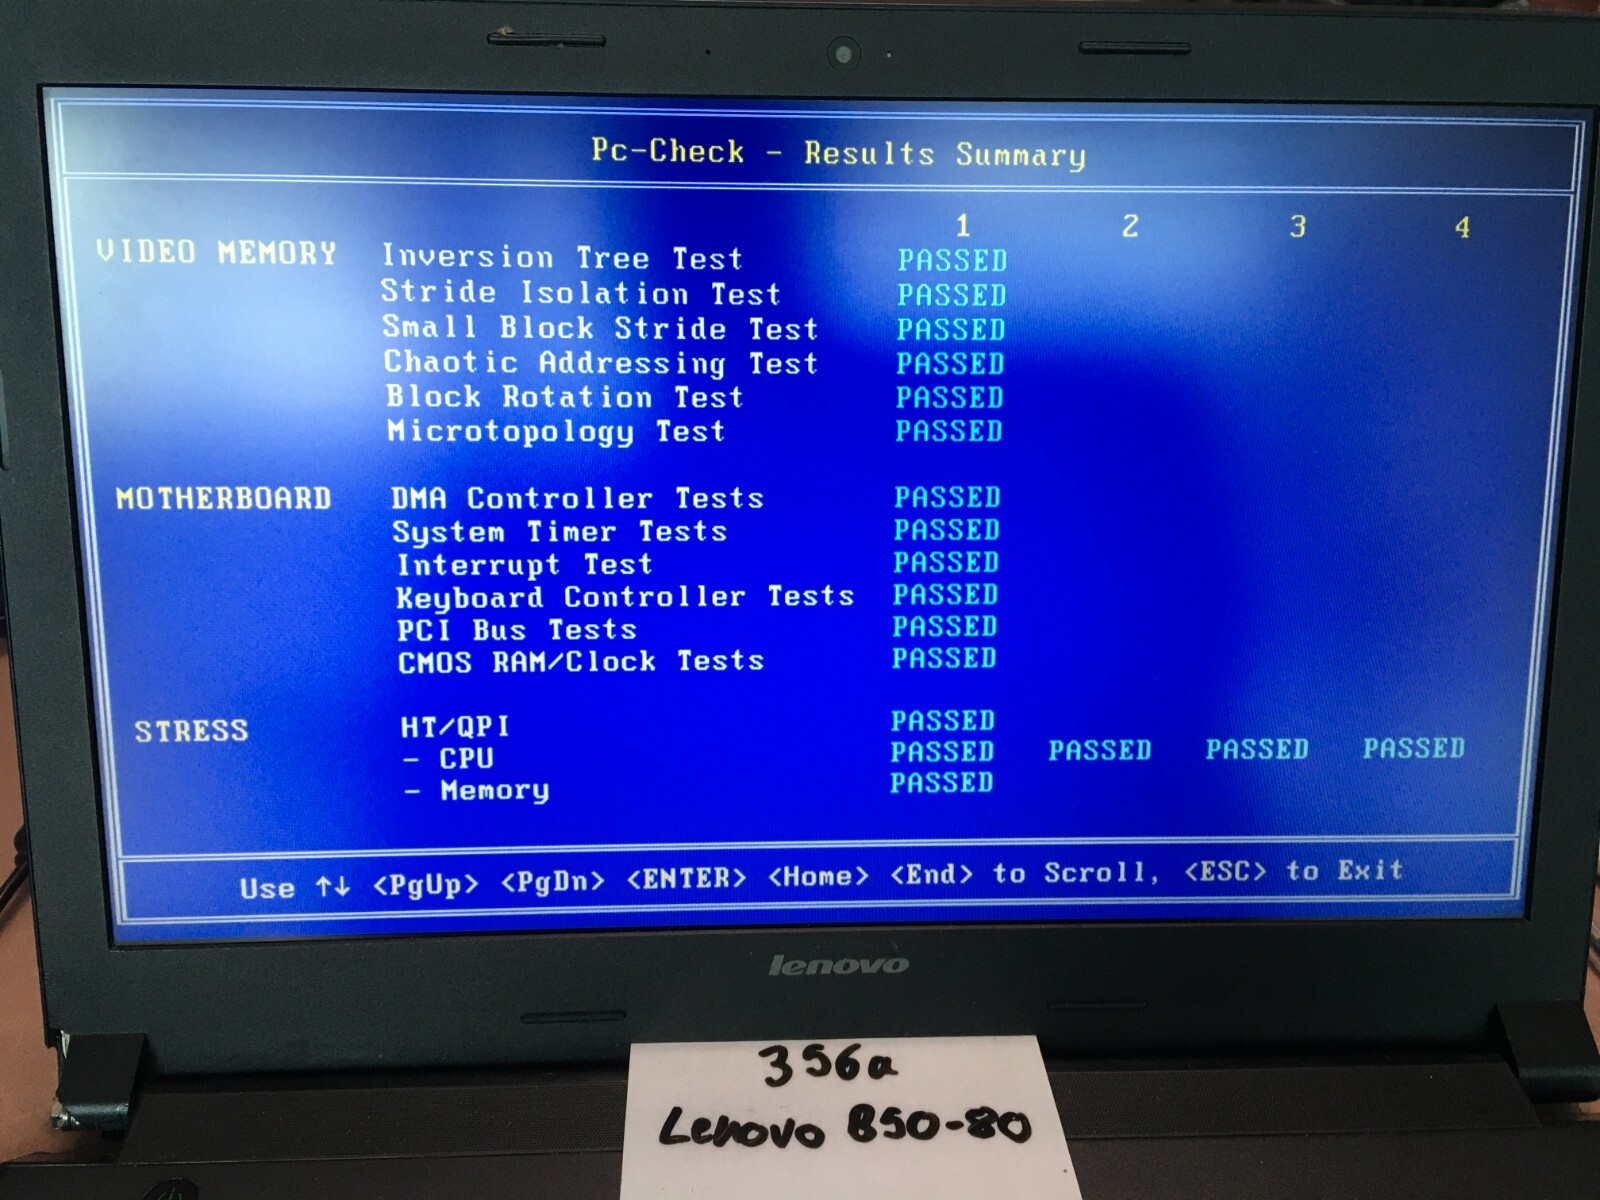 Pc-Check - Results Summary
1 2 3 4
VIDEO MEMORY Inversion Tree Test PASSED
Stride Isolation Test PASSED
Small Block Stride Test PASSED
Chaotic Addressing Test PASSED
Block Rotation Test PASSED
Microtopology Test PASSED
MOTHERBOARD DMA Controller Tests PASSED
System Timer Tests PASSED
Interrupt Test PASSED
Keyboard Controller Tests PASSED
PCI Bus Tests PASSED
CMOS RAM/Clock Tests PASSED
STRESS HT/QPI PASSED
- CPU PASSED PASSED PASSED PASSED
- Memory PASSED
Use ↑↓ <PgUp> <PgDn> <ENTER> <Home> <End> to Scroll, <ESC> to Exit
lenovo
356a
Lenovo B50-80